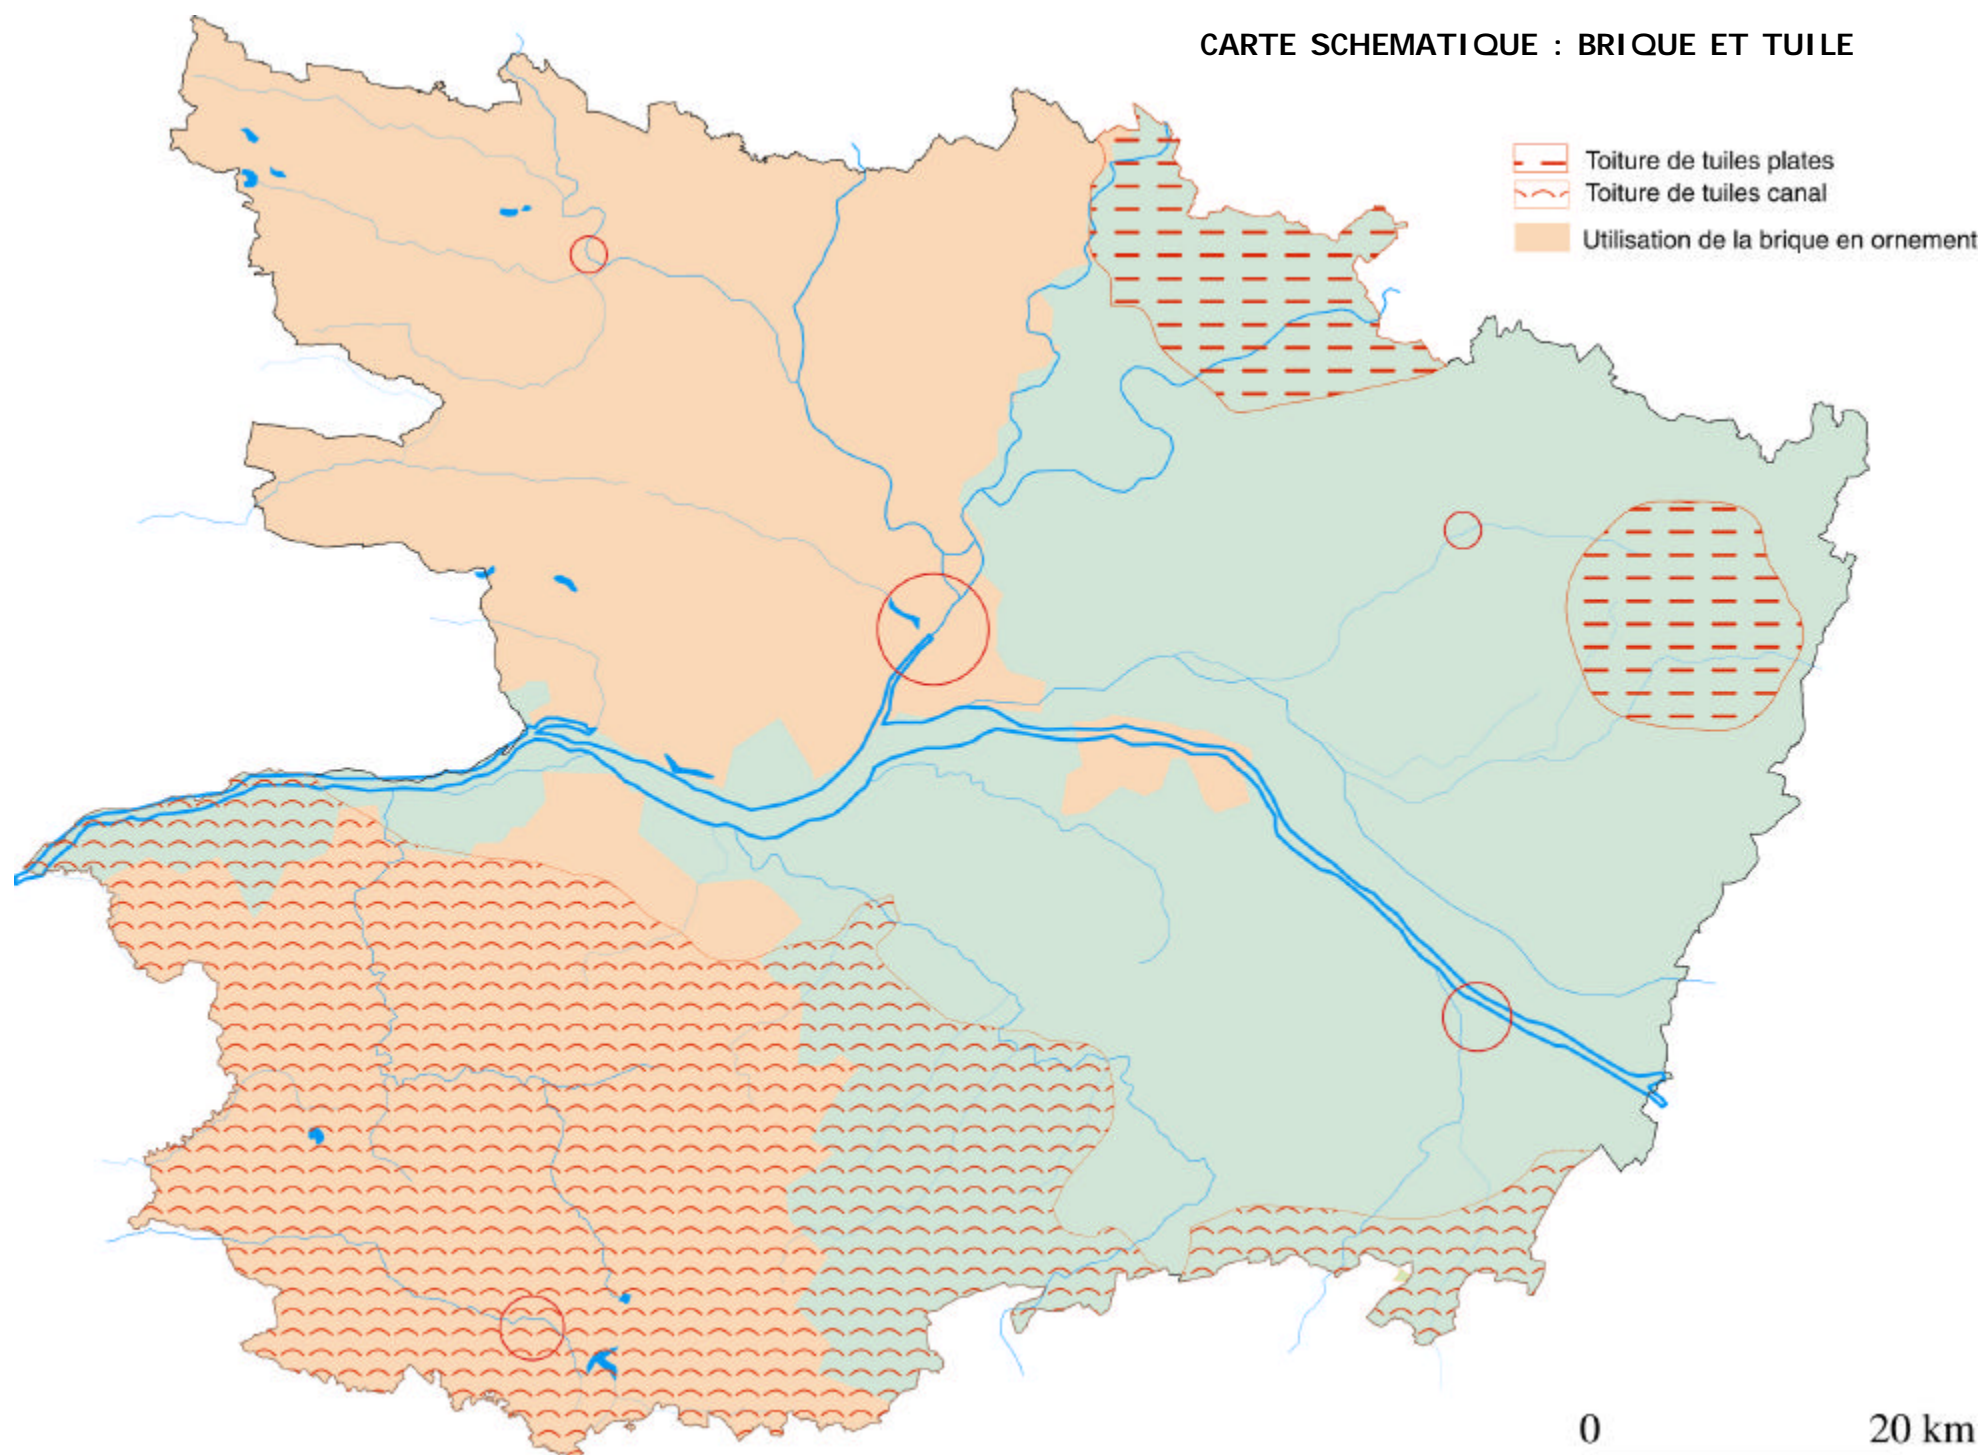 CARTE SCHEMATIQUE : BRIQUE ET TUILE
Toiture de tuiles plates
Toiture de tuiles canal
Utilisation de la brique en ornement
0 20 km